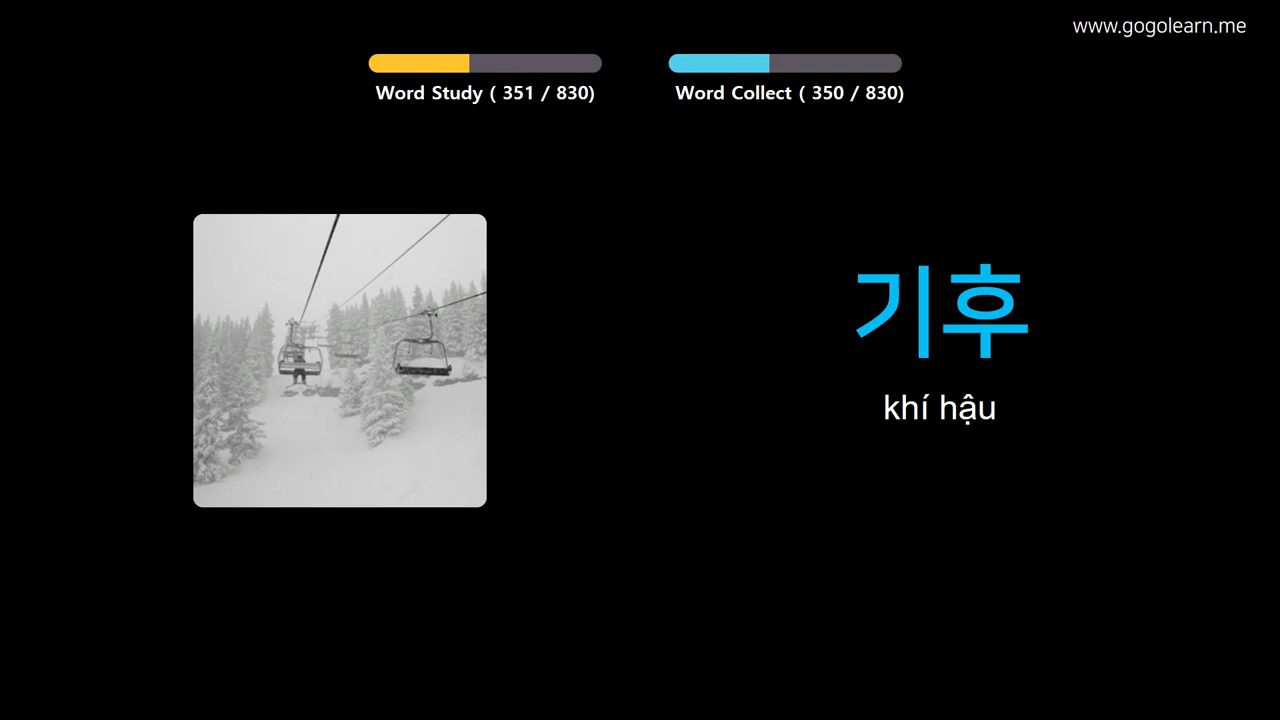 www.gogolearn.me
Word Study ( 351 / 830)
Word Collect ( 350 / 830)
기후
khí hậu